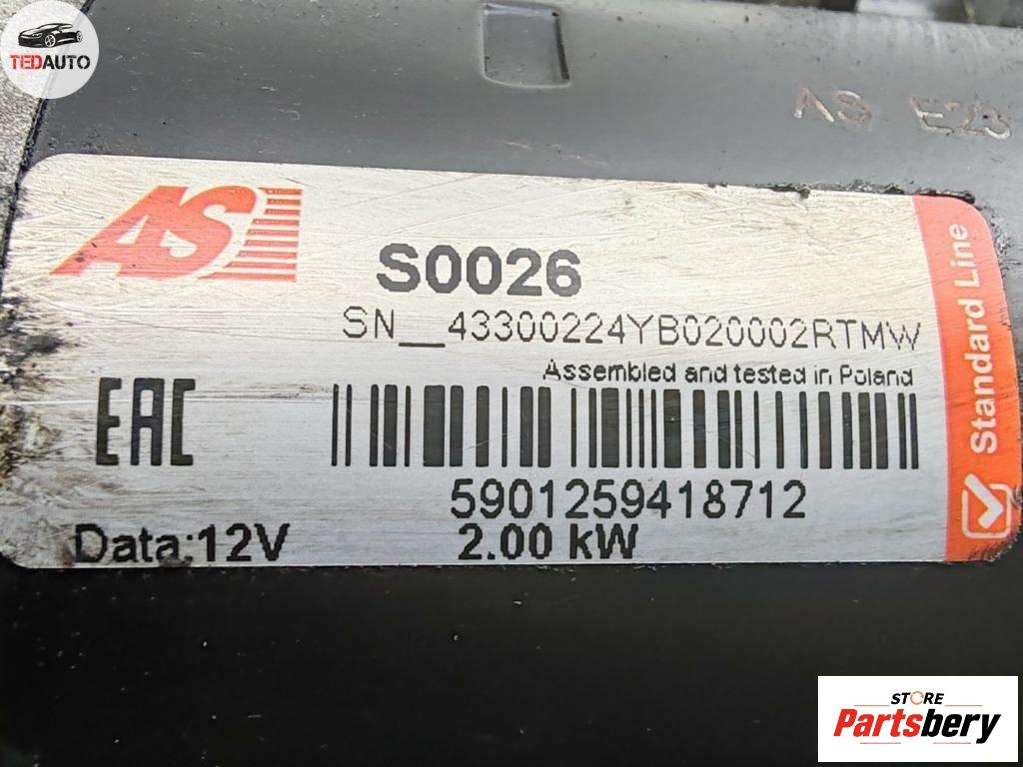 TEDAUTO
AS E23
AS
S0026
SN__43300224YB020002RTMW
Assembled and tested in Poland
EAC
5901259418712
Data:12V 2.00 kW
Standard Line
STORE
Partsbery